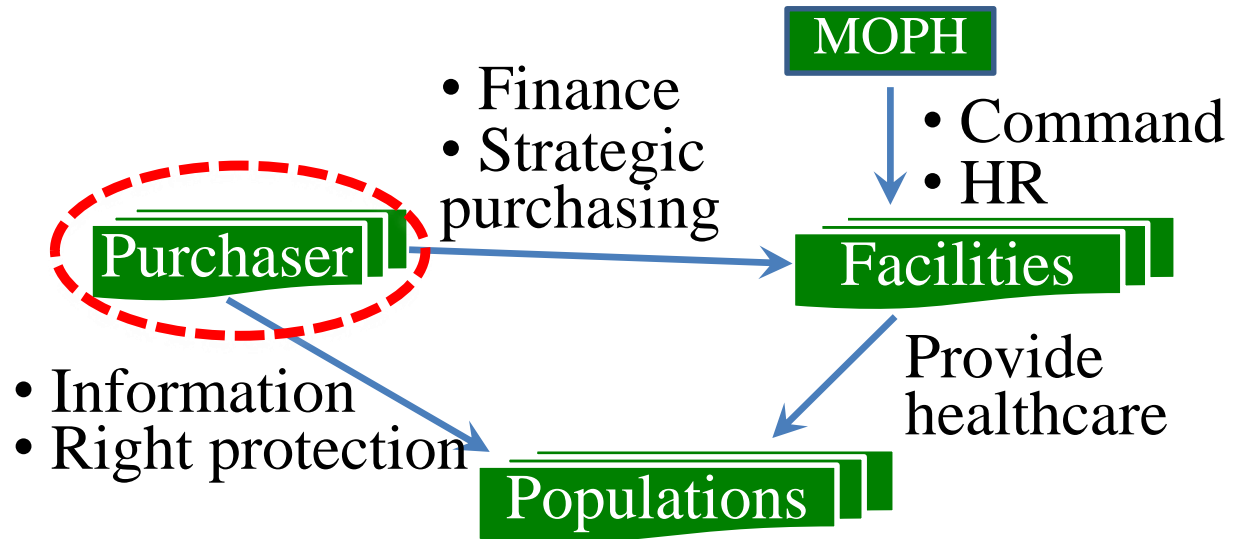 MOPH
• Finance
• Strategic
purchasing
• Command
• HR
Purchaser
Facilities
• Information
• Right protection
Provide
healthcare
Populations